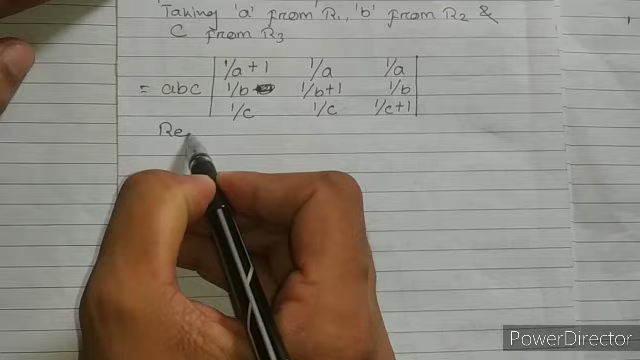 Taking 'a' from R1, 'b' from R2 &
C from R3
1/a+1 1/a 1/a
= abc 1/b 1/b+1 1/b
1/c 1/c 1/c+1
Re
PowerDirector